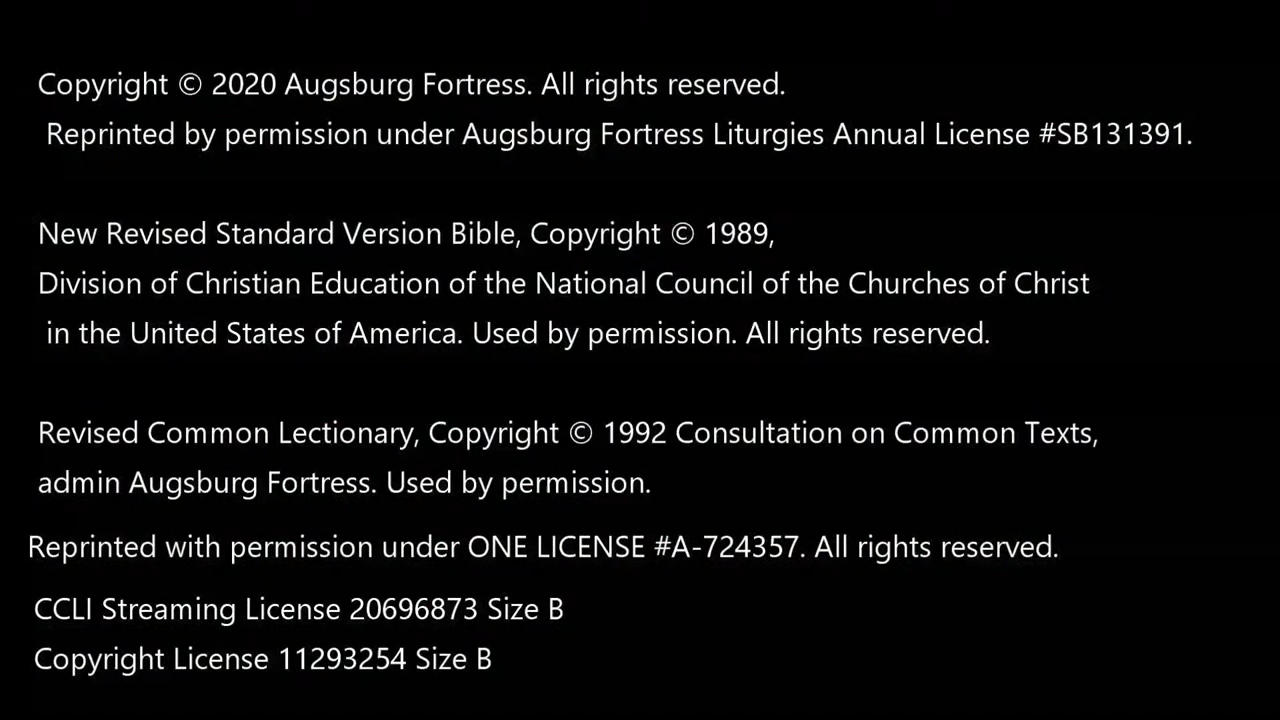 Copyright © 2020 Augsburg Fortress. All rights reserved.
Reprinted by permission under Augsburg Fortress Liturgies Annual License #SB131391.
New Revised Standard Version Bible, Copyright © 1989,
Division of Christian Education of the National Council of the Churches of Christ
in the United States of America. Used by permission. All rights reserved.
Revised Common Lectionary, Copyright © 1992 Consultation on Common Texts,
admin Augsburg Fortress. Used by permission.
Reprinted with permission under ONE LICENSE #A-724357. All rights reserved.
CCLI Streaming License 20696873 Size B
Copyright License 11293254 Size B